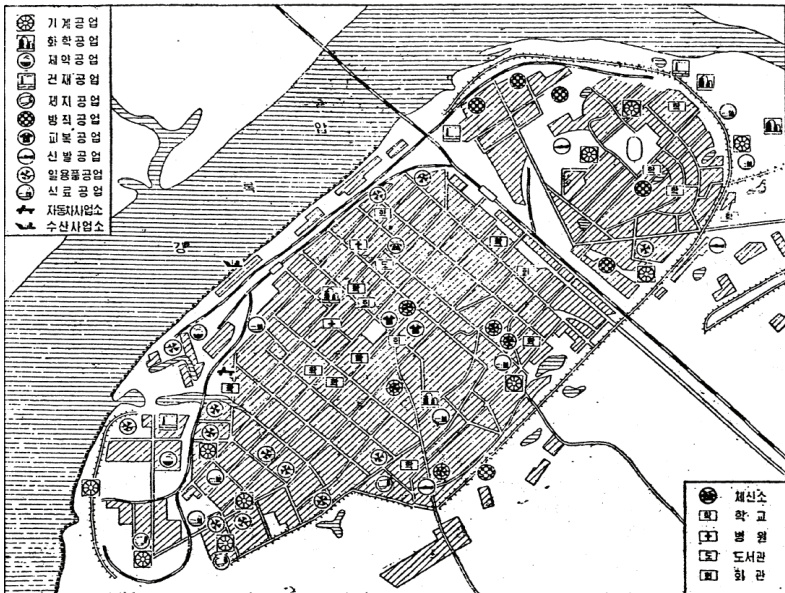 기계공업
화학공업
제약공업
건재공업
제지공업
방직공업
피복공업
신발공업
일용품공업
식료공업
자동차사업소
수산사업소
압
록
강
체신소
학 학교
병원
도 도서관
회 회관